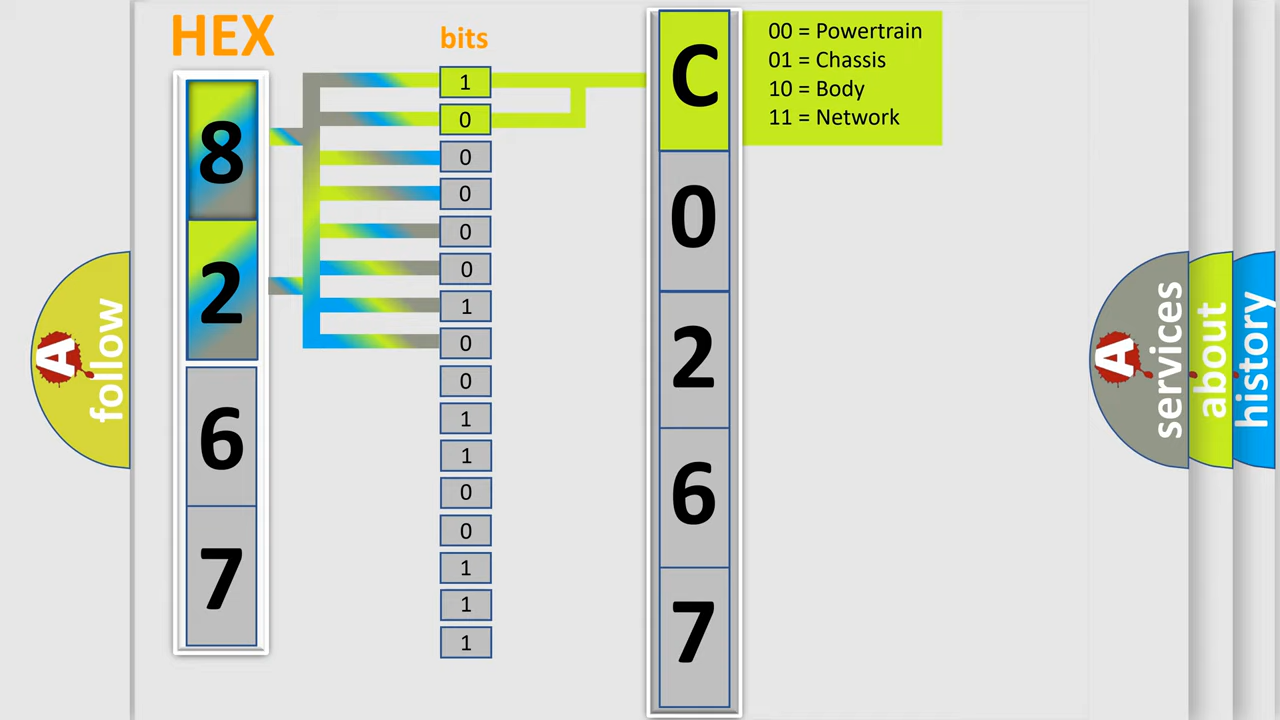 HEX
bits
8
2
6
7
1
0
0
0
0
0
1
0
0
1
1
0
0
1
1
1
C
0
2
6
7
00 = Powertrain
01 = Chassis
10 = Body
11 = Network
A
follow
A
services
about
history